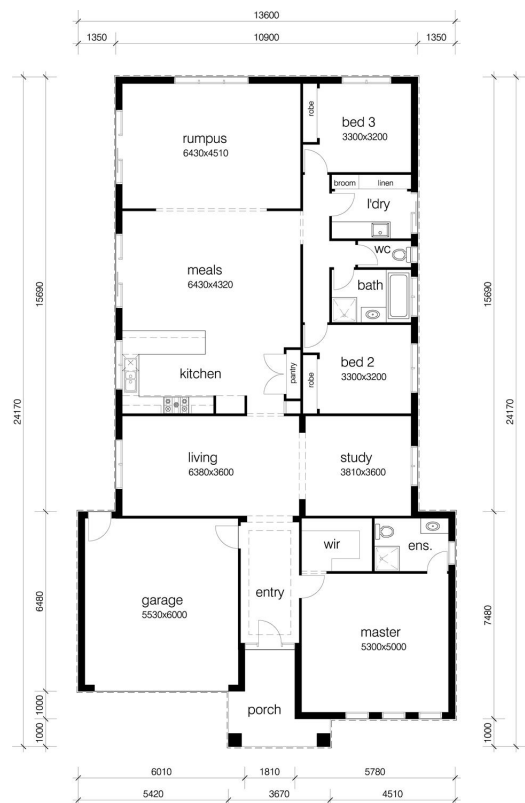 13600
1350
10900
1350
rumpus
6430x4510
robe
bed 3
3300x3200
broom
linen
l'dry
wc
meals
6430x4320
bath
15690
15690
24170
24170
kitchen
pantry
robe
bed 2
3300x3200
living
6380x3600
study
3810x3600
wir
ens.
entry
garage
5530x6000
6480
7480
master
5300x5000
porch
1000
1000
1000
6010
1810
5780
5420
3670
4510